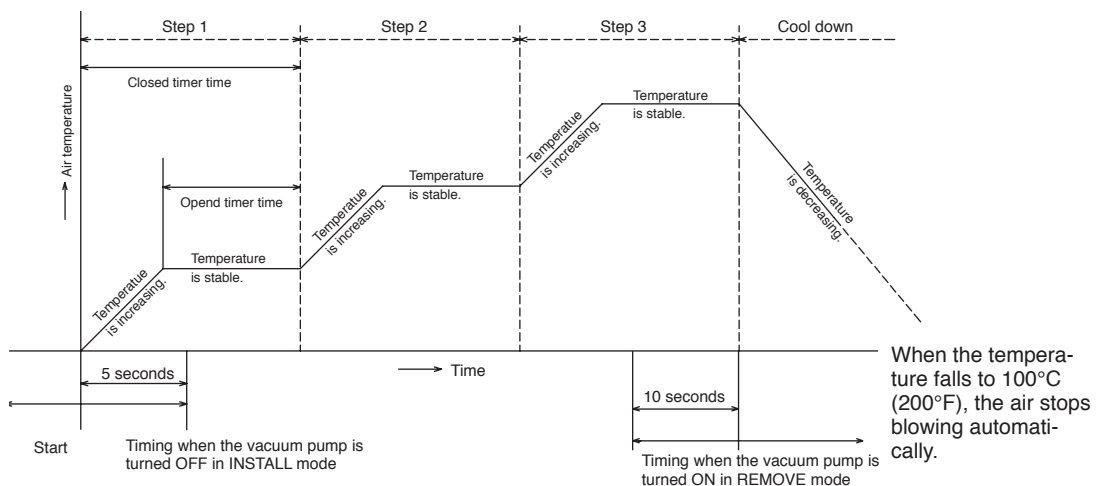 Step 1
Step 2
Step 3
Cool down
Closed timer time
Air temperature
Opend timer time
Temperatue
is increasing.
Temperature
is stable.
Temperatue
is increasing.
Temperature
is stable.
Temperatue
is increasing.
Temperature
is stable.
Temperature
is decreasing.
5 seconds
Time
10 seconds
Start
Timing when the vacuum pump is
turned OFF in INSTALL mode
Timing when the vacuum pump is
turned ON in REMOVE mode
When the tempera-
ture falls to 100°C
(200°F), the air stops
blowing automati-
cally.